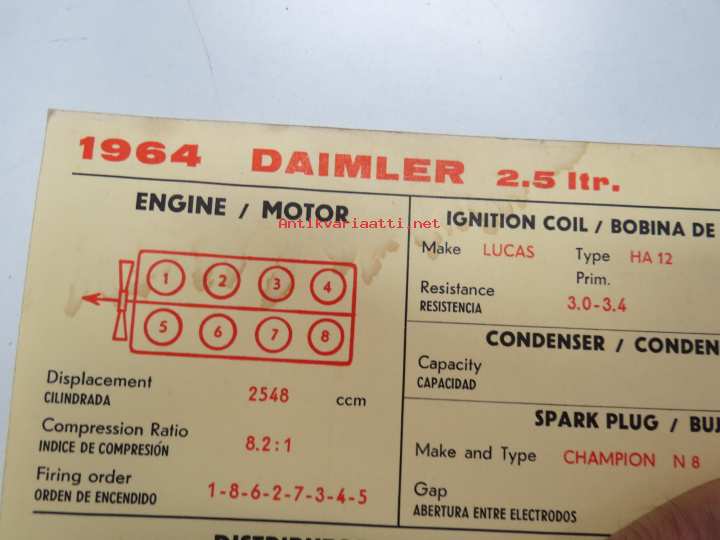 1964 DAIMLER 2.5 ltr.
ENGINE / MOTOR
Antikvariaatti.net
1 2 3 4
5 6 7 8
Displacement
CILINDRADA 2548 ccm
Compression Ratio
INDICE DE COMPRESIÓN 8.2:1
Firing order
ORDEN DE ENCENDIDO 1-8-6-2-7-3-4-5
IGNITION COIL / BOBINA DE
Make LUCAS Type HA 12
Prim.
Resistance
RESISTENCIA 3.0-3.4
CONDENSER / CONDEN
Capacity
CAPACIDAD
SPARK PLUG / BUJ
Make and Type CHAMPION N 8
Gap
ABERTURA ENTRE ELECTRODOS